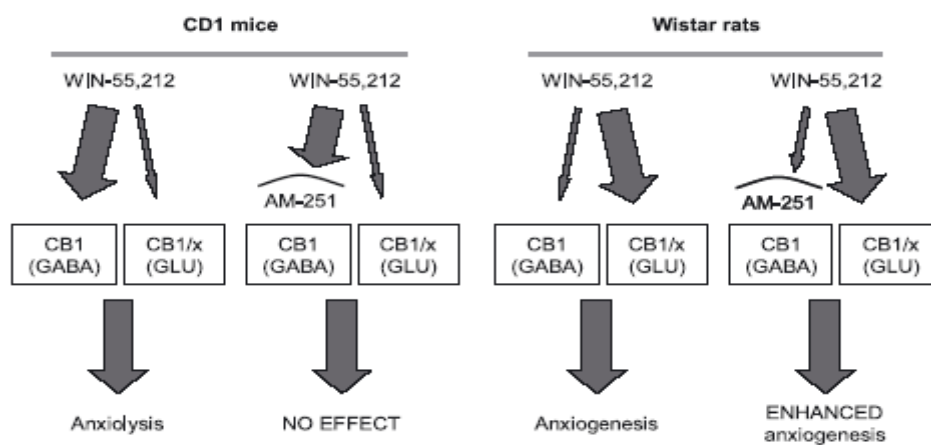 CD1 mice
Wistar rats
WIN-55,212
WIN-55,212
WIN-55,212
WIN-55,212
AM-251
AM-251
CB1
(GABA)
CB1/x
(GLU)
CB1
(GABA)
CB1/x
(GLU)
CB1
(GABA)
CB1/x
(GLU)
CB1
(GABA)
CB1/x
(GLU)
Anxiolysis
NO EFFECT
Anxiogenesis
ENHANCED
anxiogenesis